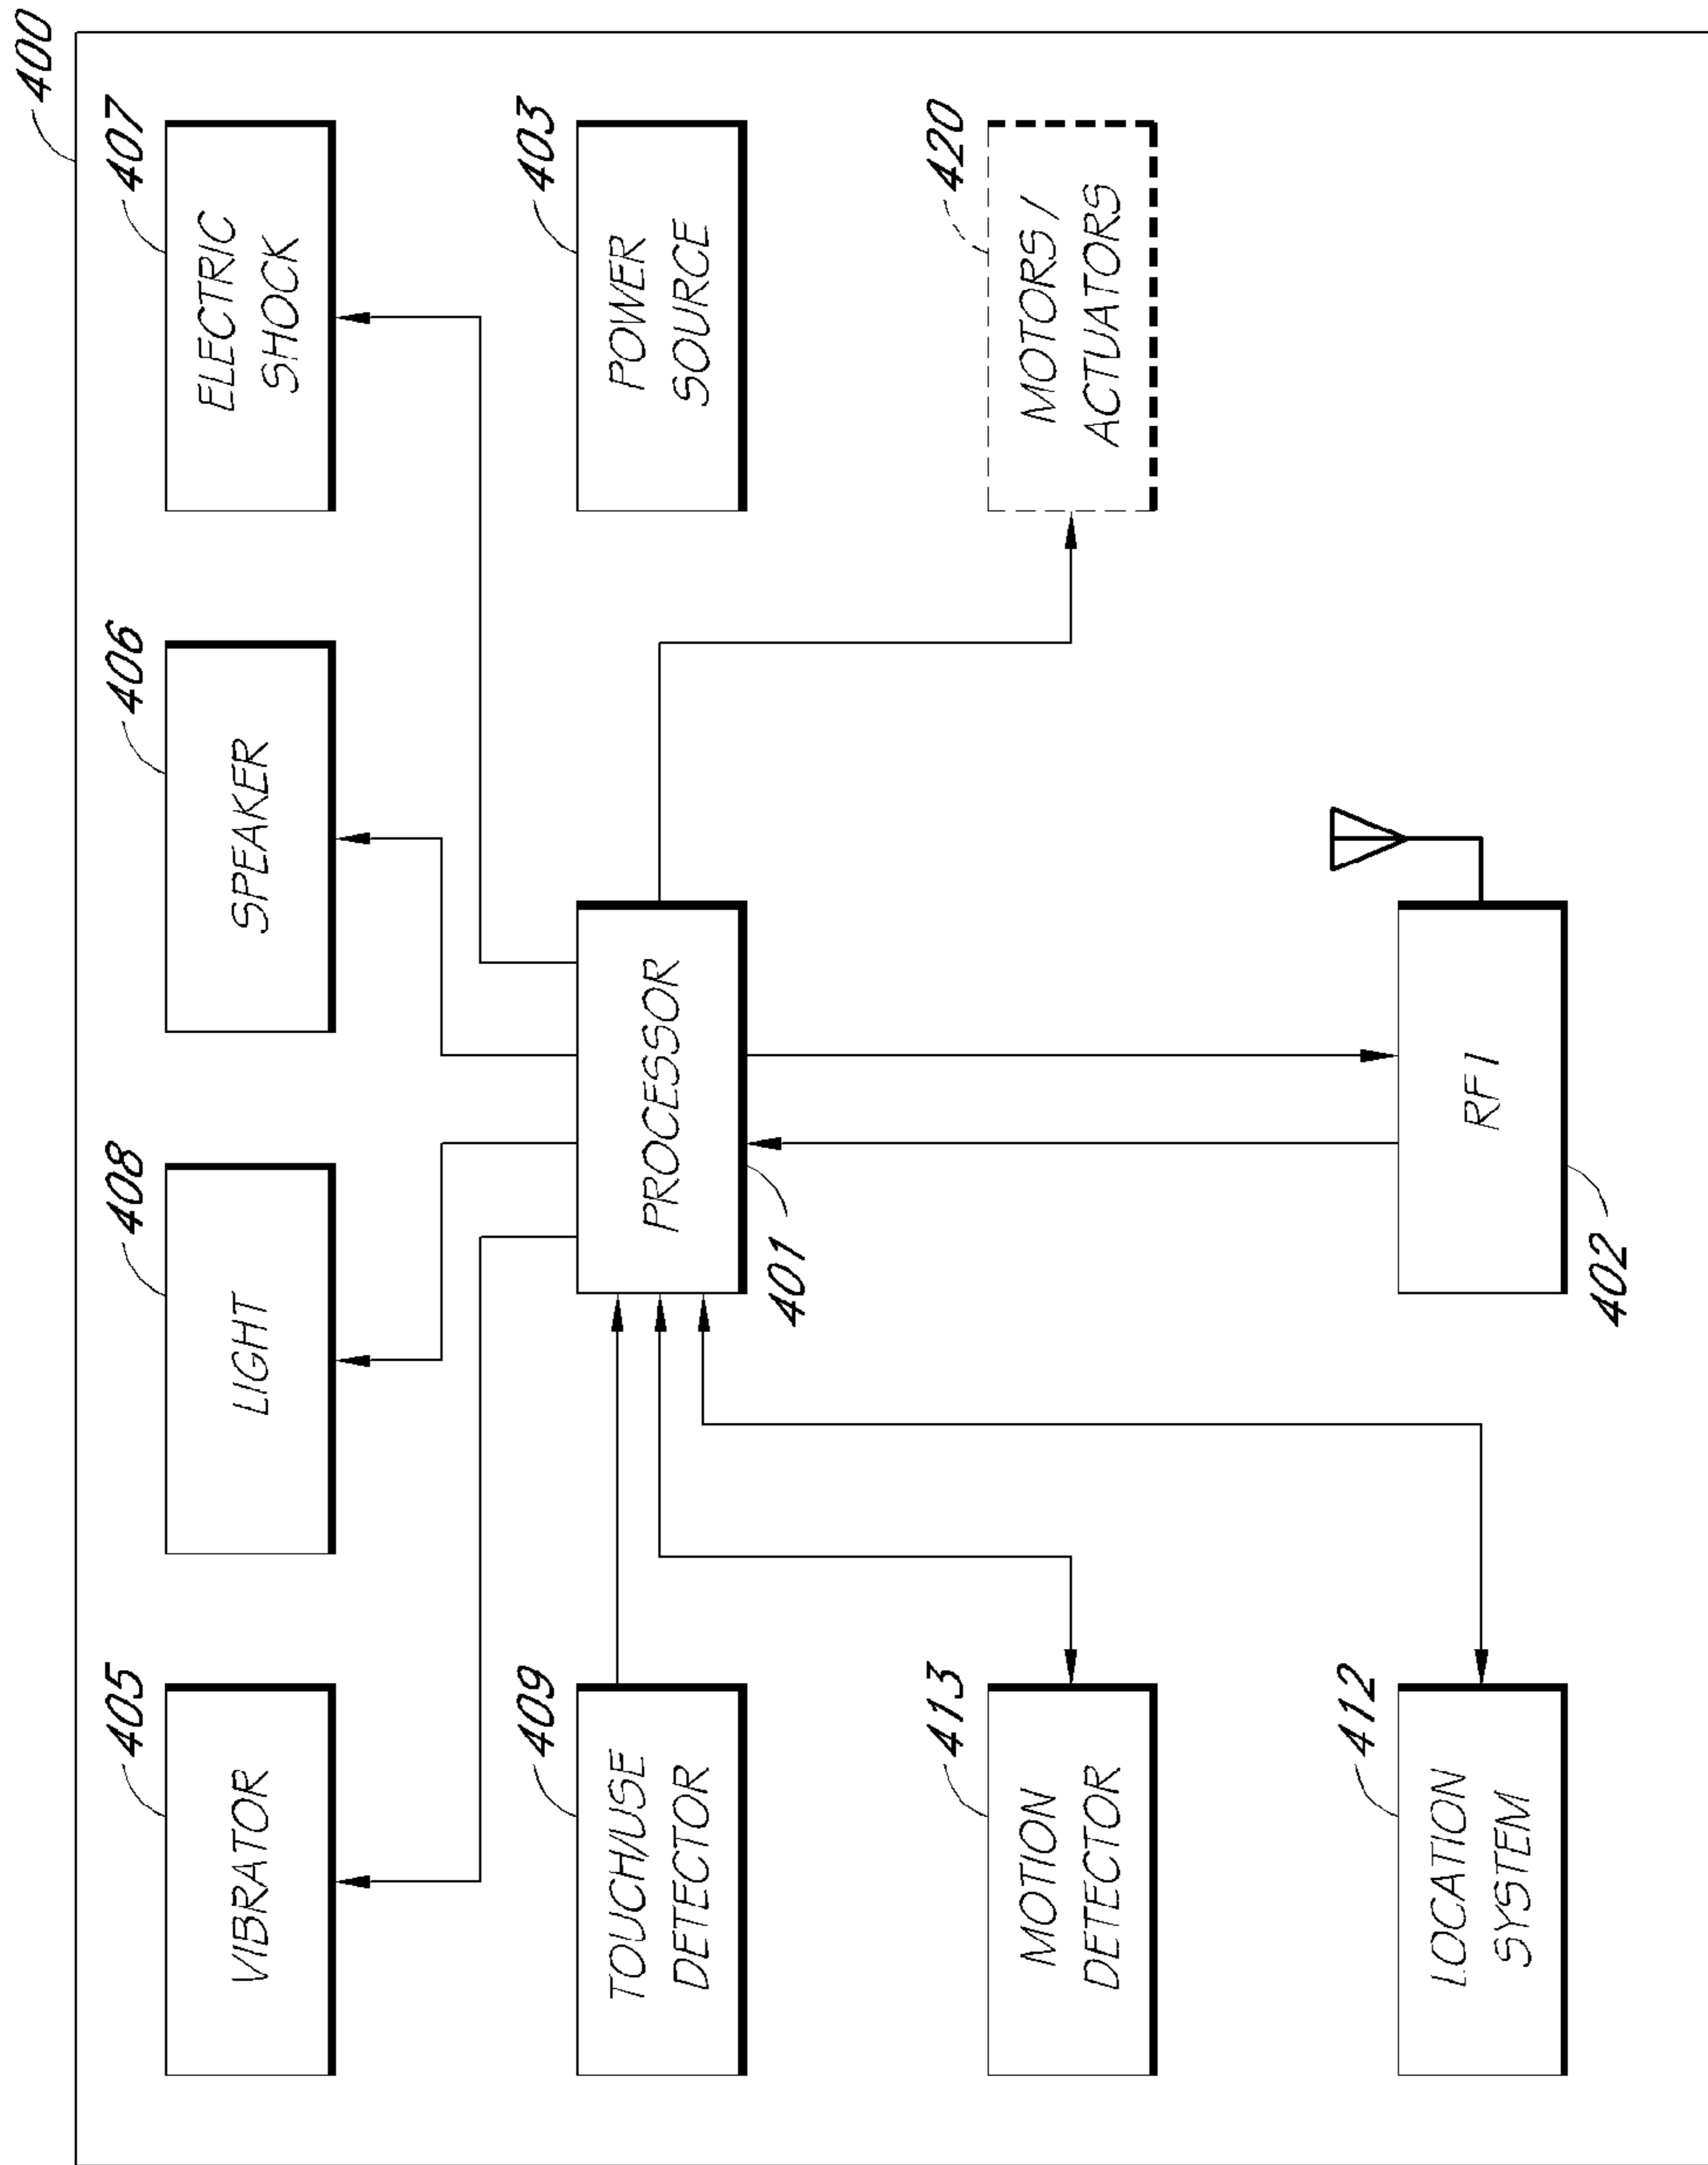 400
405
VIBRATOR
408
LIGHT
406
SPEAKER
407
ELECTRIC
SHOCK
409
TOUCH/USE
DETECTOR
PROCESSOR
401
403
POWER
SOURCE
413
MOTION
DETECTOR
420
MOTORS/
ACTUATORS
412
LOCATION
SYSTEM
RF1
402